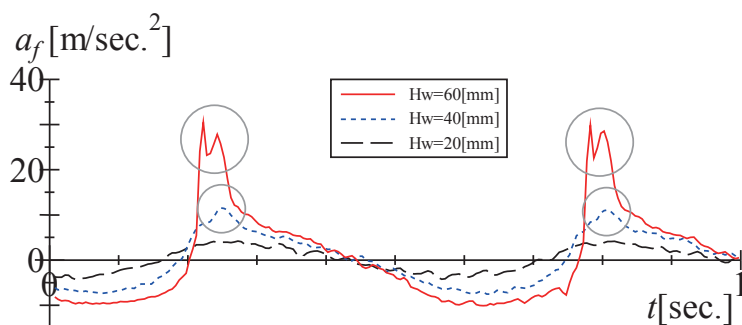 a_f [m/sec.²]
40
Hw=60[mm]
Hw=40[mm]
Hw=20[mm]
20
0
0
1
t[sec.]